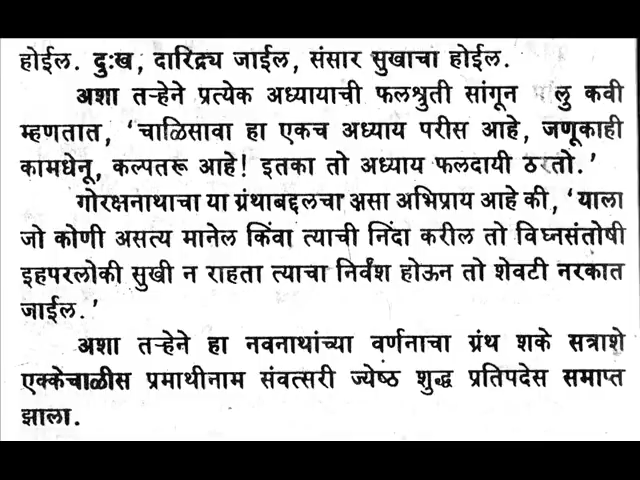 होईल. दुःख, दारिद्र्य जाईल, संसार सुखाचा होईल.
अशा तऱ्हेने प्रत्येक अध्यायाची फलश्रुती सांगून लु कवी
म्हणतात, ‘चाळिसावा हा एकच अध्याय परीस आहे, जणूकाही
कामधेनू, कल्पतरू आहे! इतका तो अध्याय फलदायी ठरतो.’
गोरक्षनाथाचा या ग्रंथाबद्दलचा असा अभिप्राय आहे की, ‘याला
जो कोणी असत्य मानेल किंवा त्याची निंदा करील तो विघ्नसंतोषी
इहपरलोकी सुखी न राहता त्याचा निर्वंश होऊन तो शेवटी नरकात
जाईल.’
अशा तऱ्हेने हा नवनाथांच्या वर्णनाचा ग्रंथ शके सत्राशे
एक्केचाळीस प्रमाथीनाम संवत्सरी ज्येष्ठ शुद्ध प्रतिपदेस समाप्त
झाला.